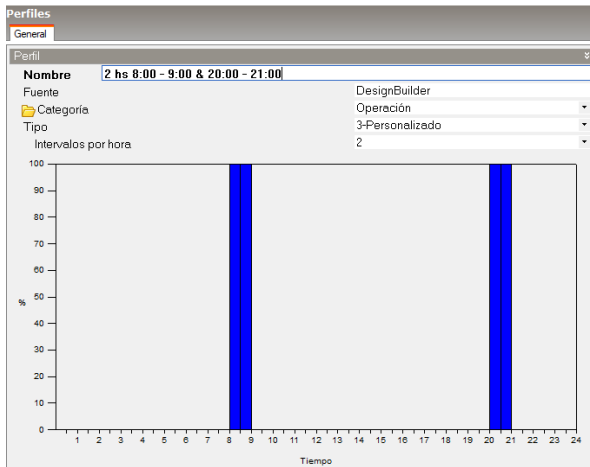 Perfiles
General
Perfil
Nombre 2 hs 8:00 - 9:00 & 20:00 - 21:00
Fuente DesignBuilder
Categoría Operación
Tipo 3-Personalizado
Intervalos por hora 2
100
90
80
70
60
% 50
40
30
20
10
0
1 2 3 4 5 6 7 8 9 10 11 12 13 14 15 16 17 18 19 20 21 22 23 24
Tiempo